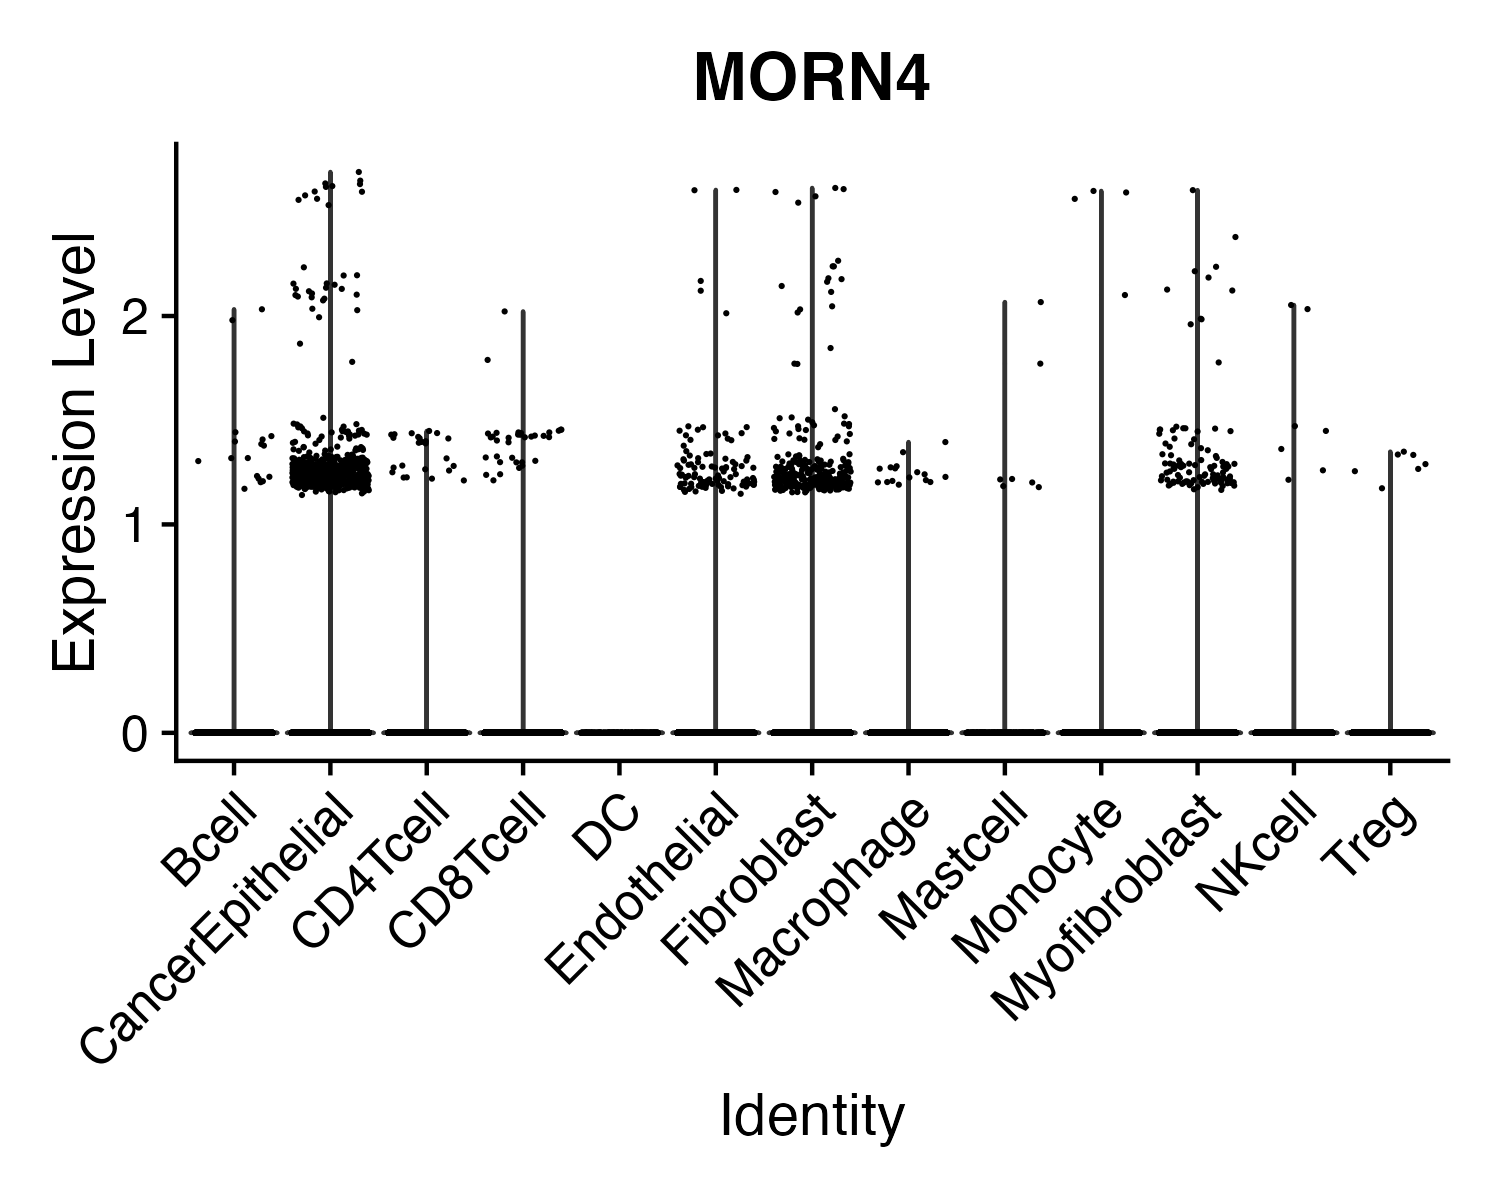 MORN4
Expression Level
2
1
0
Bcell
CancerEpithelial
CD4Tcell
CD8Tcell
DC
Endothelial
Fibroblast
Macrophage
Mastcell
Monocyte
Myofibroblast
NKcell
Treg
Identity